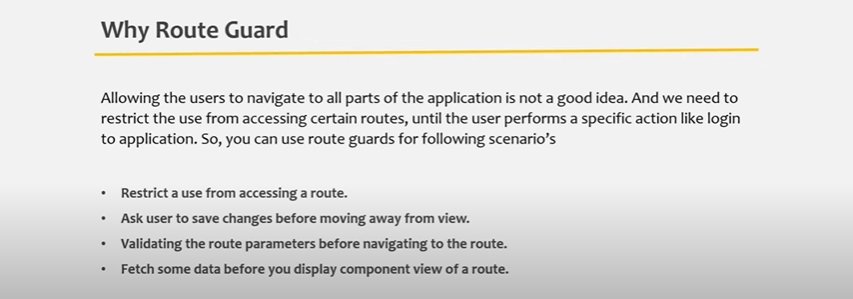 Why Route Guard
Allowing the users to navigate to all parts of the application is not a good idea. And we need to
restrict the use from accessing certain routes, until the user performs a specific action like login
to application. So, you can use route guards for following scenario’s
• Restrict a use from accessing a route.
• Ask user to save changes before moving away from view.
• Validating the route parameters before navigating to the route.
• Fetch some data before you display component view of a route.